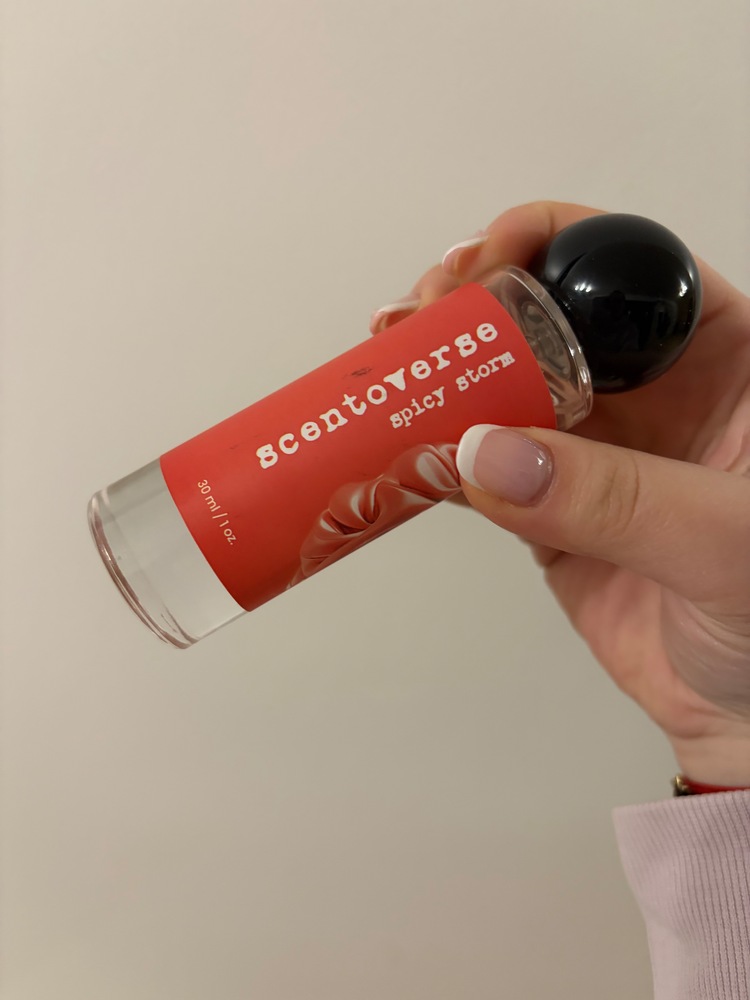 scentoverse
spicy storm
30 ml / 1 oz.